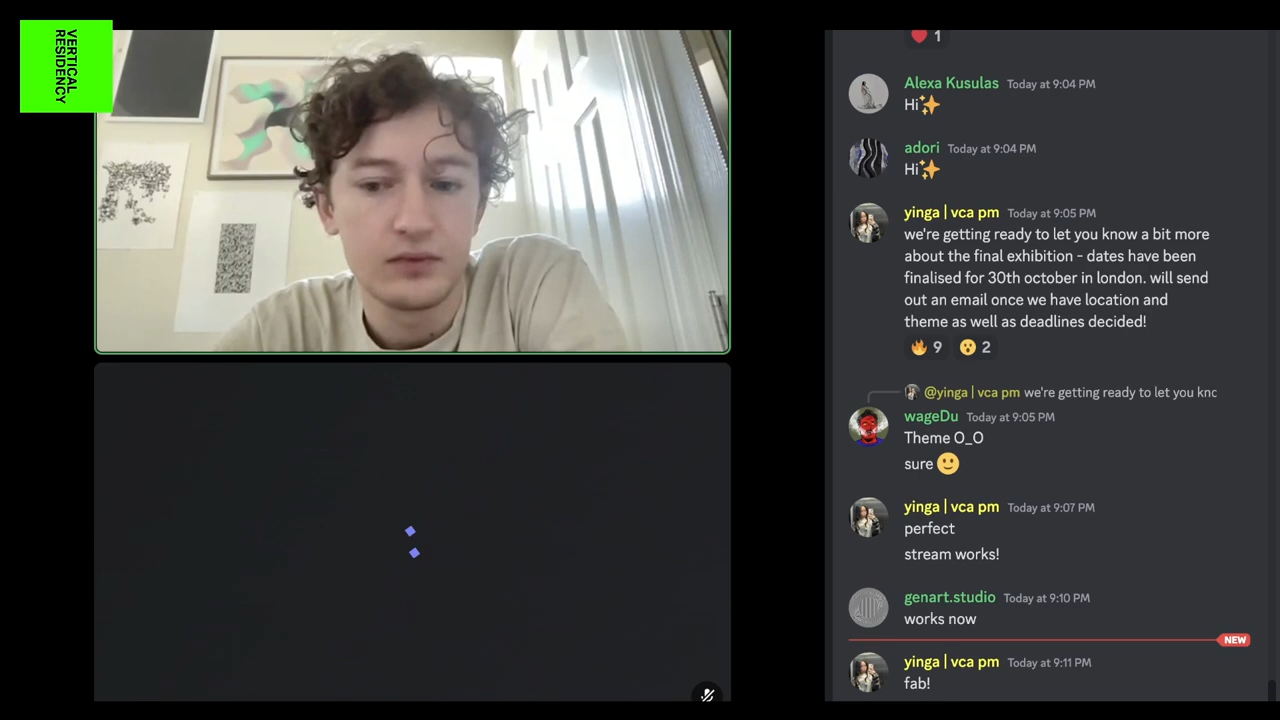 VERTICAL
RESIDENCY
1
Alexa Kusulas Today at 9:04 PM
Hi✨
adori Today at 9:04 PM
Hi✨
yinga | vca pm Today at 9:05 PM
we're getting ready to let you know a bit more
about the final exhibition - dates have been
finalised for 30th october in london. will send
out an email once we have location and
theme as well as deadlines decided!
9 2
@yinga | vca pm we're getting ready to let you knc
wageDu Today at 9:05 PM
Theme O_O
sure 🙂
yinga | vca pm Today at 9:07 PM
perfect
stream works!
genart.studio Today at 9:10 PM
works now
NEW
yinga | vca pm Today at 9:11 PM
fab!